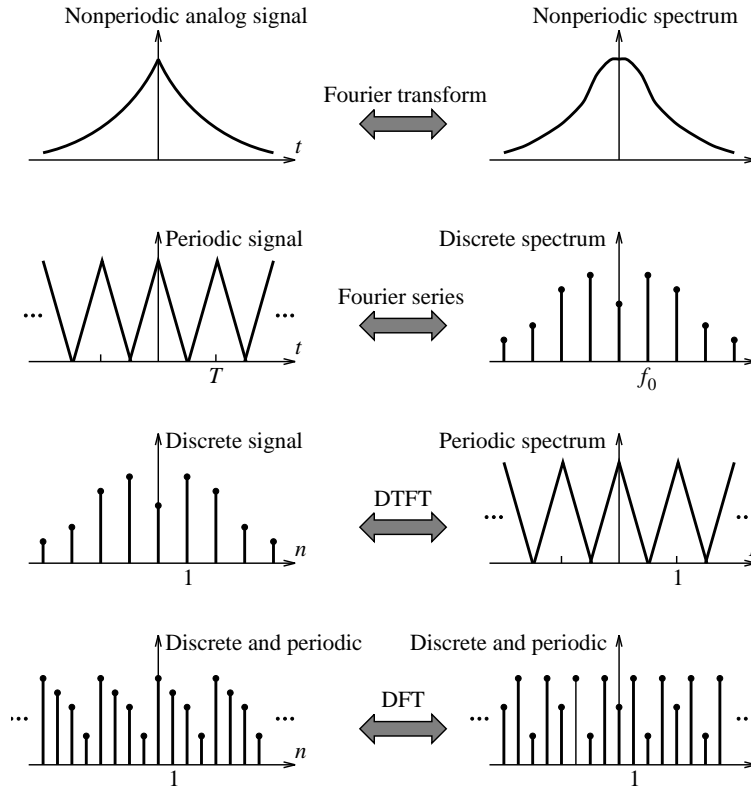 Nonperiodic analog signal
Nonperiodic spectrum
Fourier transform
t
Periodic signal
Discrete spectrum
...
...
Fourier series
t
T
f0
Discrete signal
Periodic spectrum
DTFT
...
...
n
1
1
Discrete and periodic
Discrete and periodic
DFT
...
...
...
n
1
1